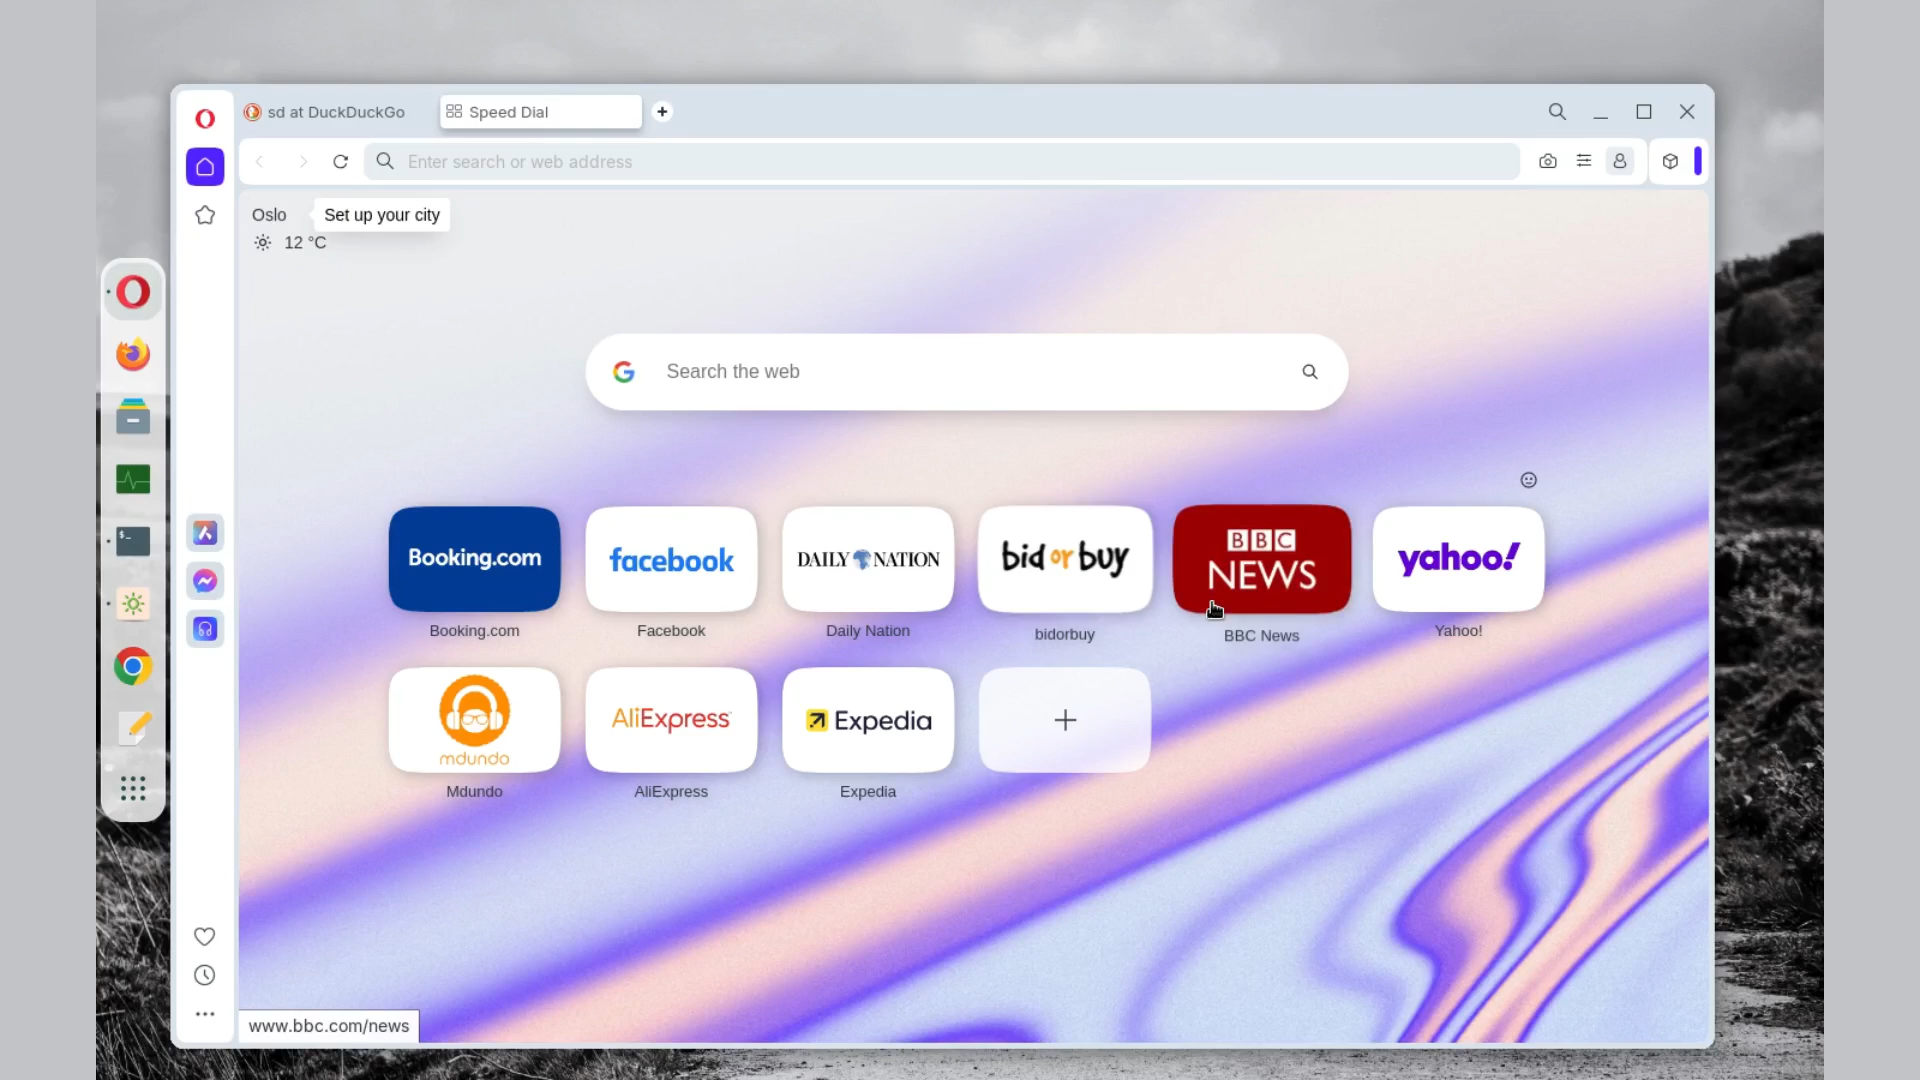 sd at DuckDuckGo
Speed Dial
Enter search or web address
Oslo
Set up your city
12 °C
Search the web
Booking.com
facebook
DAILY NATION
bid or buy
BBC
NEWS
yahoo!
Booking.com
Facebook
Daily Nation
bidorbuy
BBC News
Yahoo!
mdundo
AliExpress
Expedia
Mdundo
AliExpress
Expedia
www.bbc.com/news
$_